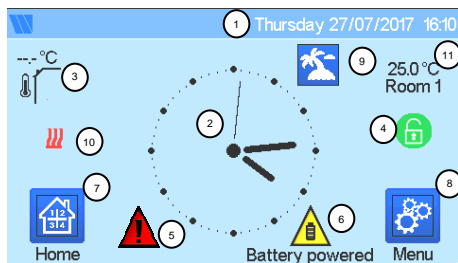 1 Thursday 27/07/2017 16:10
--.- °C
3
9
11
25.0 °C
Room 1
2
4
10
7
8
1 2
3 4
5
6
Home
Battery powered
Menu